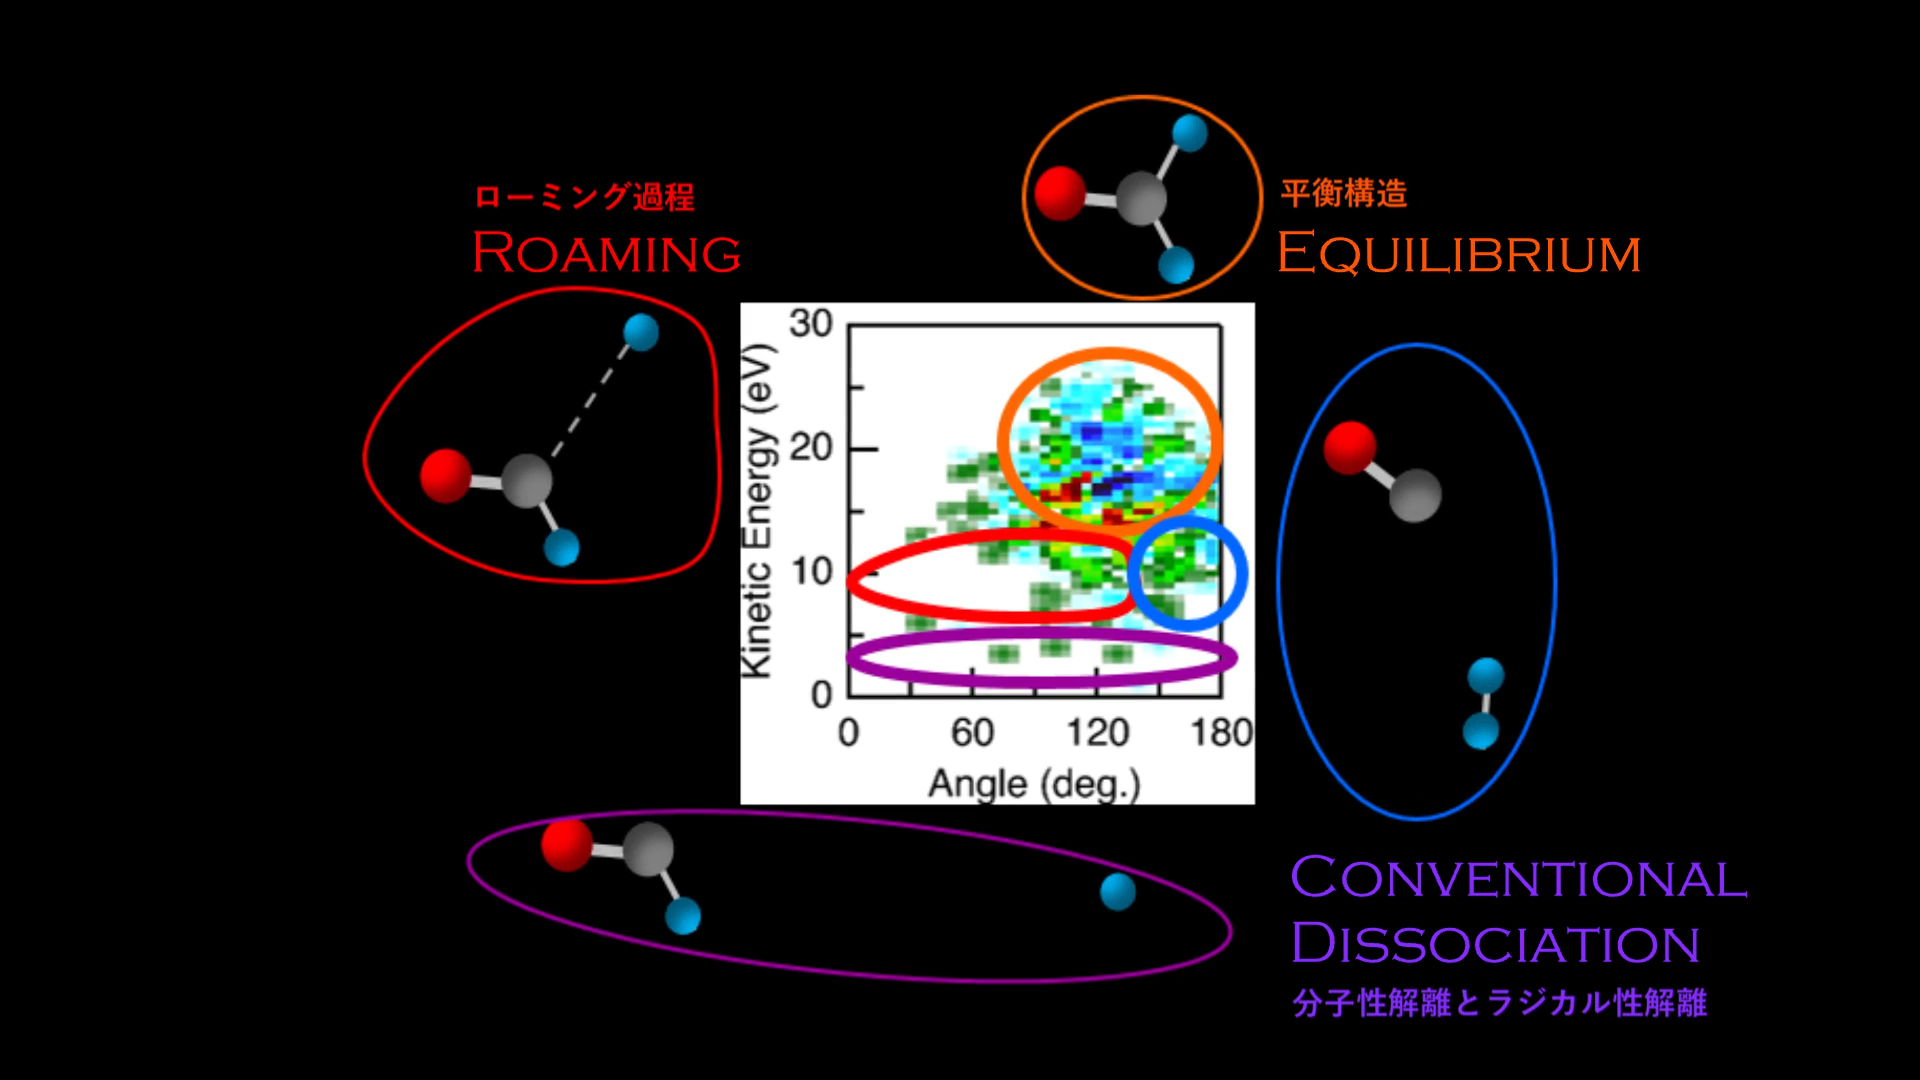 ローミング過程
ROAMING
平衡構造
EQUILIBRIUM
30
20
10
0
Kinetic Energy (eV)
0 60 120 180
Angle (deg.)
CONVENTIONAL
DISSOCIATION
分子性解離とラジカル性解離